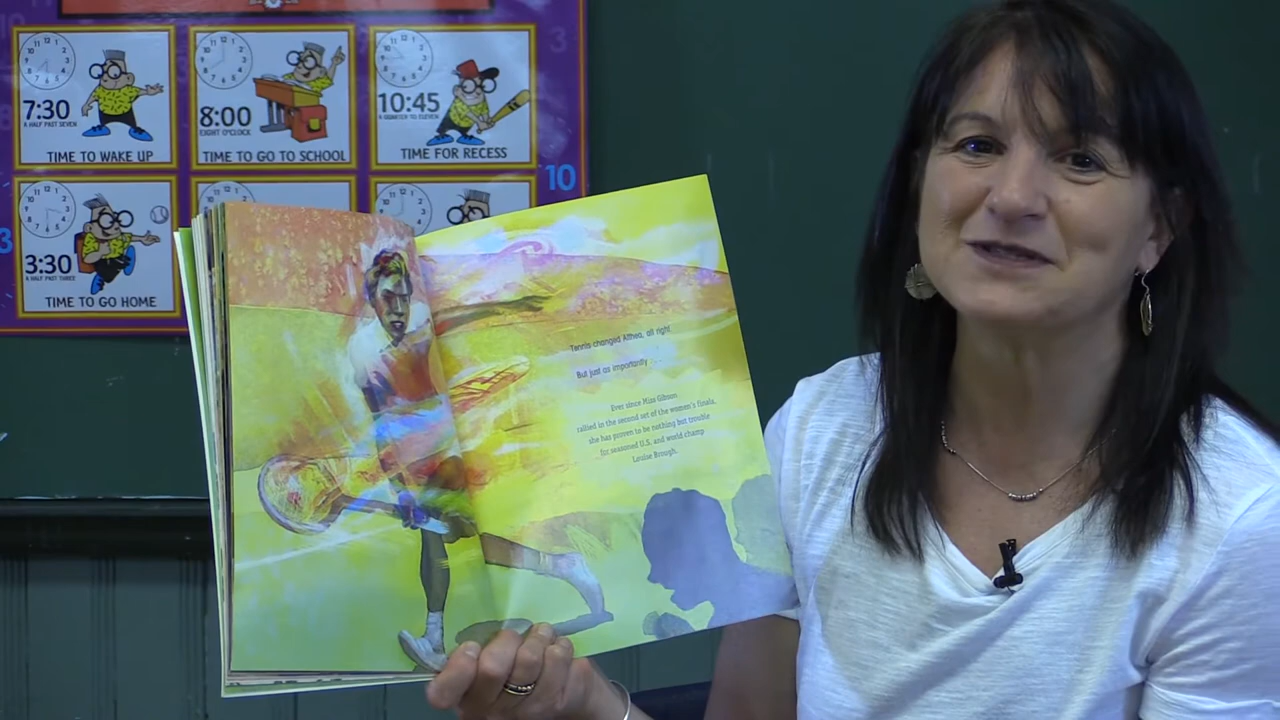 7:30
A HALF PAST SEVEN
TIME TO WAKE UP
8:00
EIGHT O'CLOCK
TIME TO GO TO SCHOOL
10:45
A QUARTER TO ELEVEN
TIME FOR RECESS
10
3:30
A HALF PAST THREE
TIME TO GO HOME
3
Tennis changed Althea, all right
But just as importantly . . .
Ever since Miss Gibson
rallied in the second set of the women's finals,
she has proven to be nothing but trouble
for seasoned U.S. and world champ
Louise Brough.